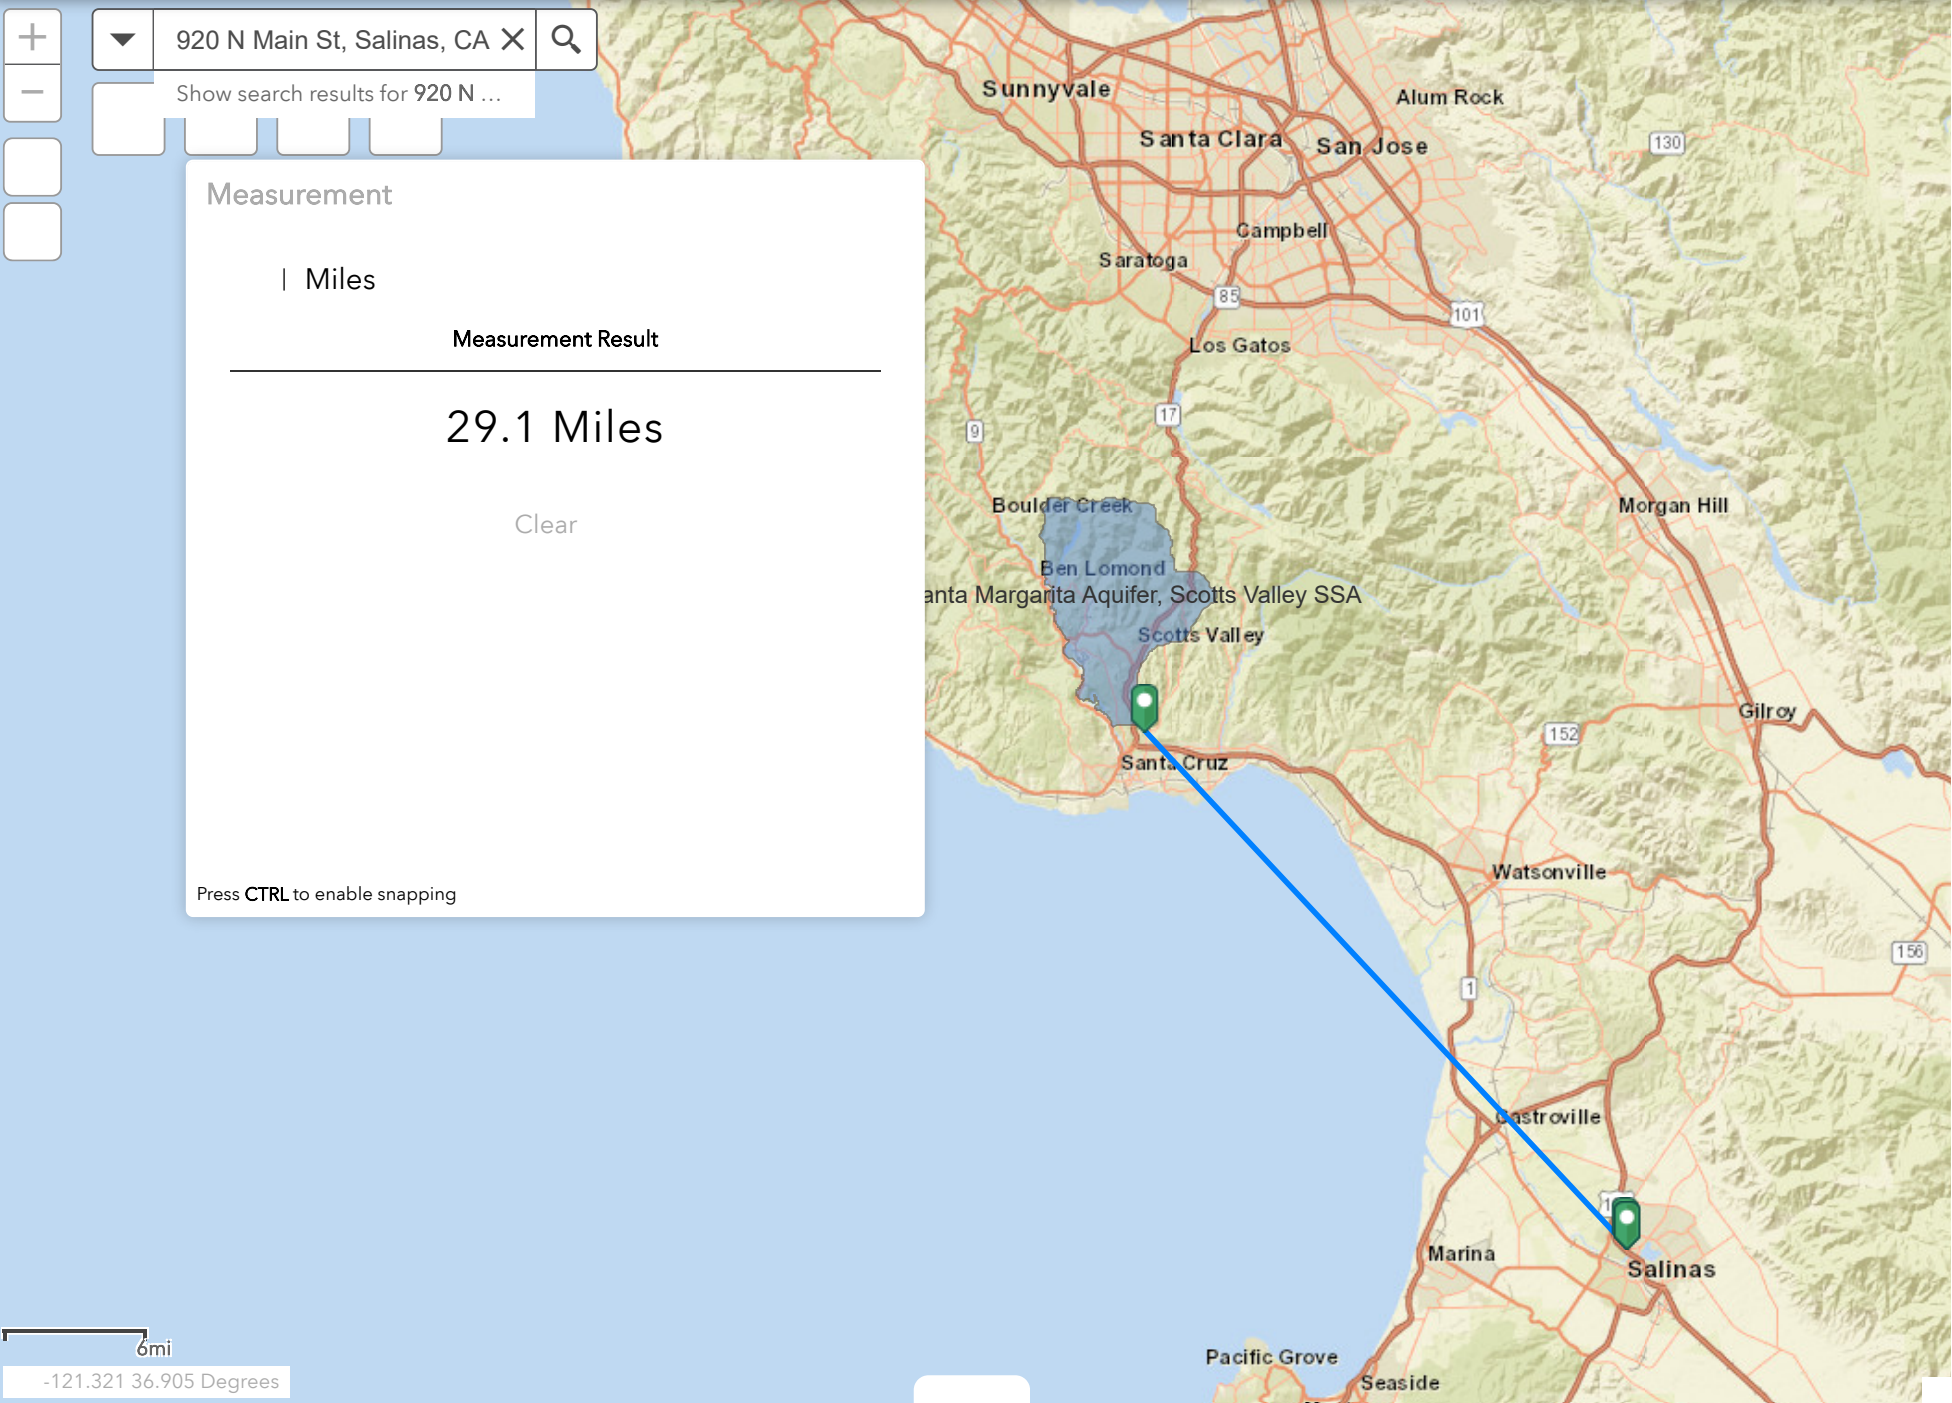 920 N Main St, Salinas, CA
Show search results for 920 N ...
Measurement
Miles
Measurement Result
29.1 Miles
Clear
Press CTRL to enable snapping
Sunnyvale
Alum Rock
Santa Clara
San Jose
130
Campbell
Saratoga
85
101
Los Gatos
17
9
Boulder Creek
Morgan Hill
Ben Lomond
anta Margarita Aquifer, Scotts Valley SSA
Scotts Valley
Gilroy
152
Santa Cruz
Watsonville
156
1
Castroville
Marina
Salinas
Pacific Grove
Seaside
6mi
-121.321 36.905 Degrees